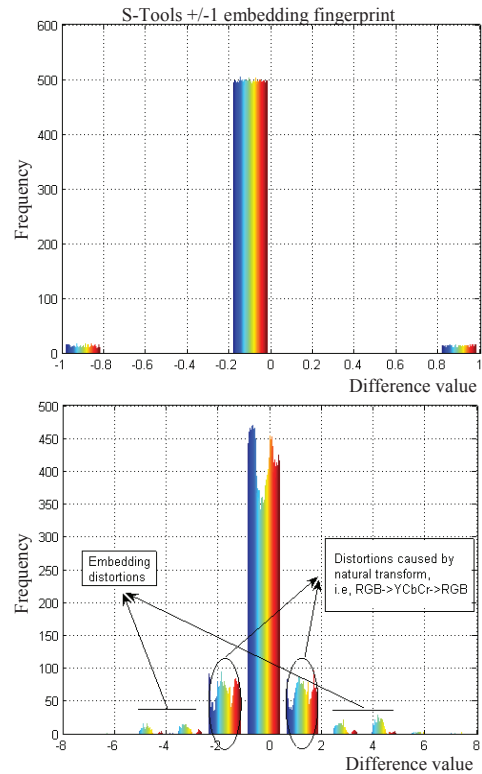 S-Tools +/-1 embedding fingerprint
600
500
400
300
200
100
0
Frequency
-1 -0.8 -0.6 -0.4 -0.2 0 0.2 0.4 0.6 0.8 1
Difference value
500
450
400
350
300
250
200
150
100
50
0
Frequency
Embedding
distortions
Distortions caused by
natural transform,
i.e, RGB->YCbCr->RGB
-8 -6 -4 -2 0 2 4 6 8
Difference value